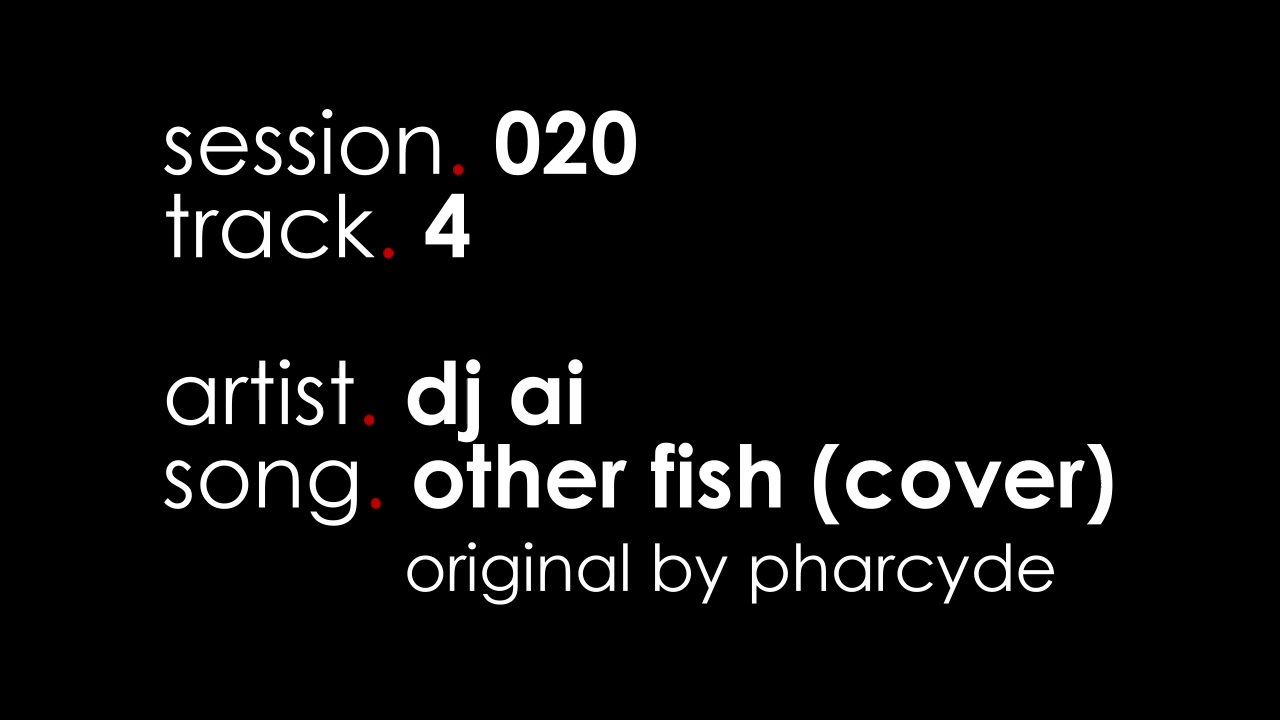 session. 020
track. 4
artist. dj ai
song. other fish (cover)
original by pharcyde